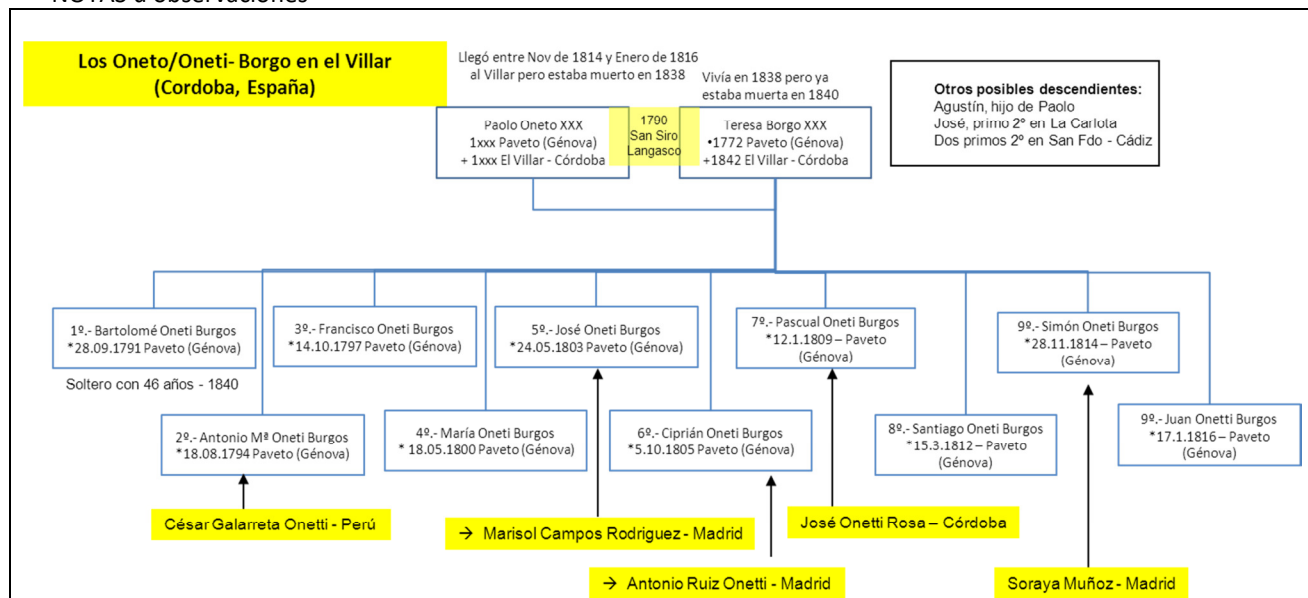 NOTAS u observaciones
Los Oneto/Oneti- Borgo en el Villar
(Cordoba, España)
Llegó entre Nov de 1814 y Enero de 1816
al Villar pero estaba muerto en 1838
Vivía en 1838 pero ya
estaba muerta en 1840
Paolo Oneto XXX
1xxx Paveto (Génova)
+ 1xxx El Villar - Córdoba
1790
San Siro
Langasco
Teresa Borgo XXX
•1772 Paveto (Génova)
+1842 El Villar - Córdoba
Otros posibles descendientes:
Agustín, hijo de Paolo
José, primo 2º en La Carlota
Dos primos 2º en San Fdo - Cádiz
1º.- Bartolomé Oneti Burgos
*28.09.1791 Paveto (Génova)
Soltero con 46 años - 1840
3º.- Francisco Oneti Burgos
*14.10.1797 Paveto (Génova)
5º.- José Oneti Burgos
*24.05.1803 Paveto (Génova)
7º.- Pascual Oneti Burgos
*12.1.1809 – Paveto
(Génova)
9º.- Simón Oneti Burgos
*28.11.1814 – Paveto
(Génova)
2º.- Antonio Mª Oneti Burgos
*18.08.1794 Paveto (Génova)
4º.- María Oneti Burgos
* 18.05.1800 Paveto (Génova)
6º.- Ciprián Oneti Burgos
*5.10.1805 Paveto (Génova)
8º.- Santiago Oneti Burgos
*15.3.1812 – Paveto
(Génova)
9º.-Juan Onetti Burgos
*17.1.1816 – Paveto
(Génova)
César Galarreta Onetti - Perú
→ Marisol Campos Rodriguez - Madrid
José Onetti Rosa – Córdoba
→ Antonio Ruiz Onetti - Madrid
Soraya Muñoz - Madrid